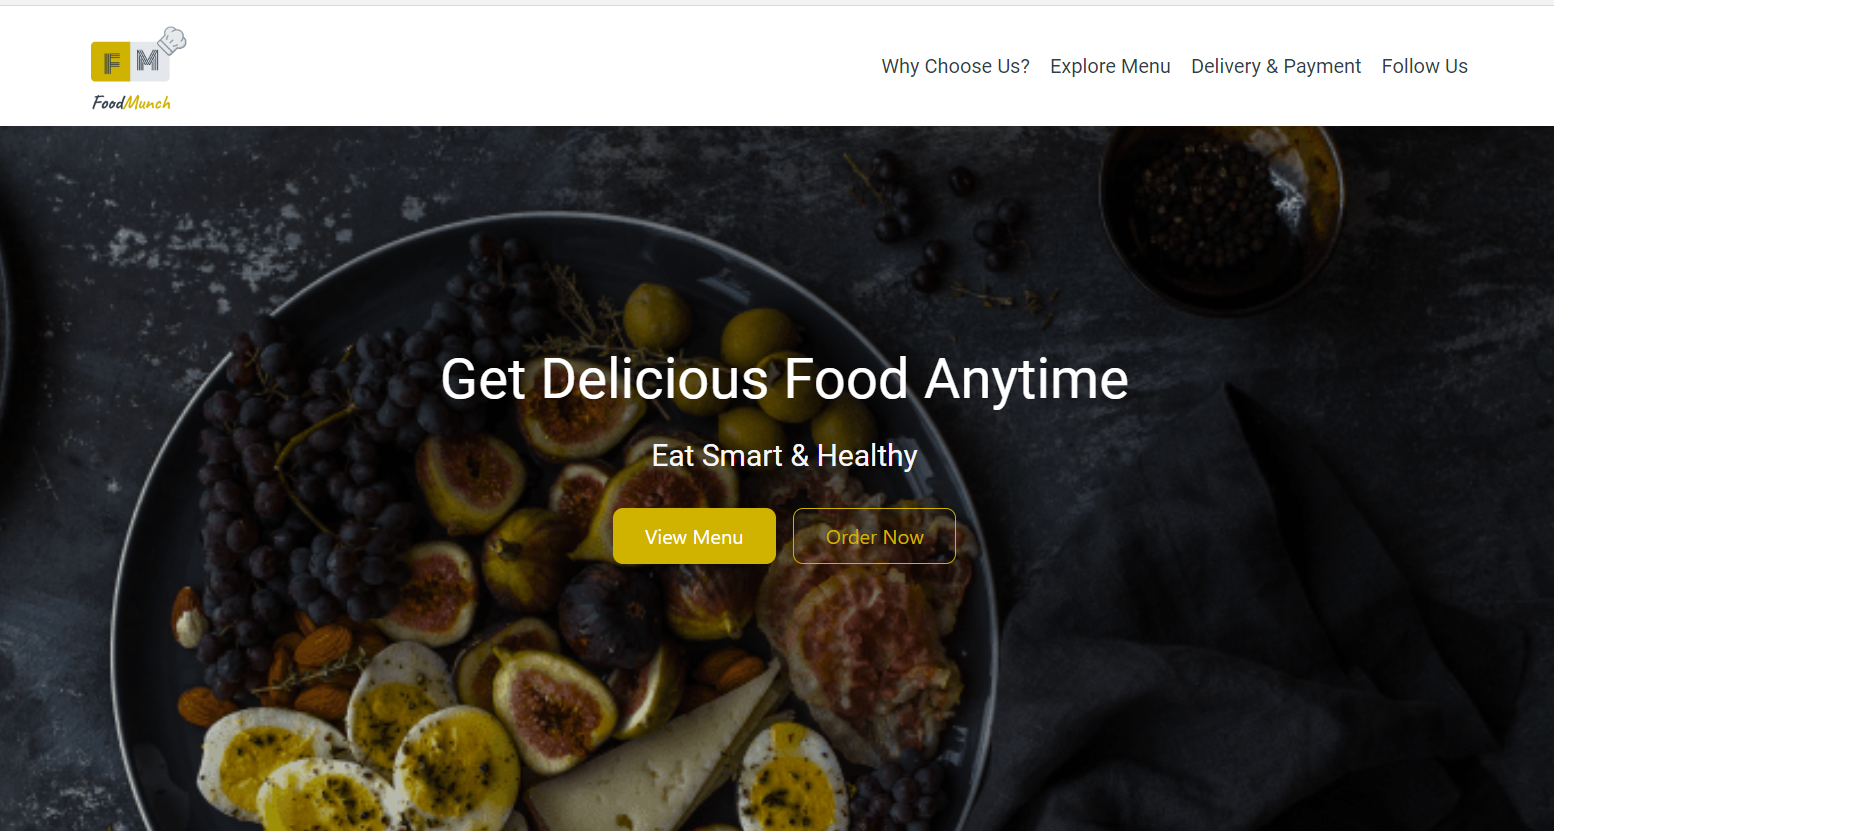 FM
FoodMunch
Why Choose Us? Explore Menu Delivery & Payment Follow Us
Get Delicious Food Anytime
Eat Smart & Healthy
View Menu Order Now